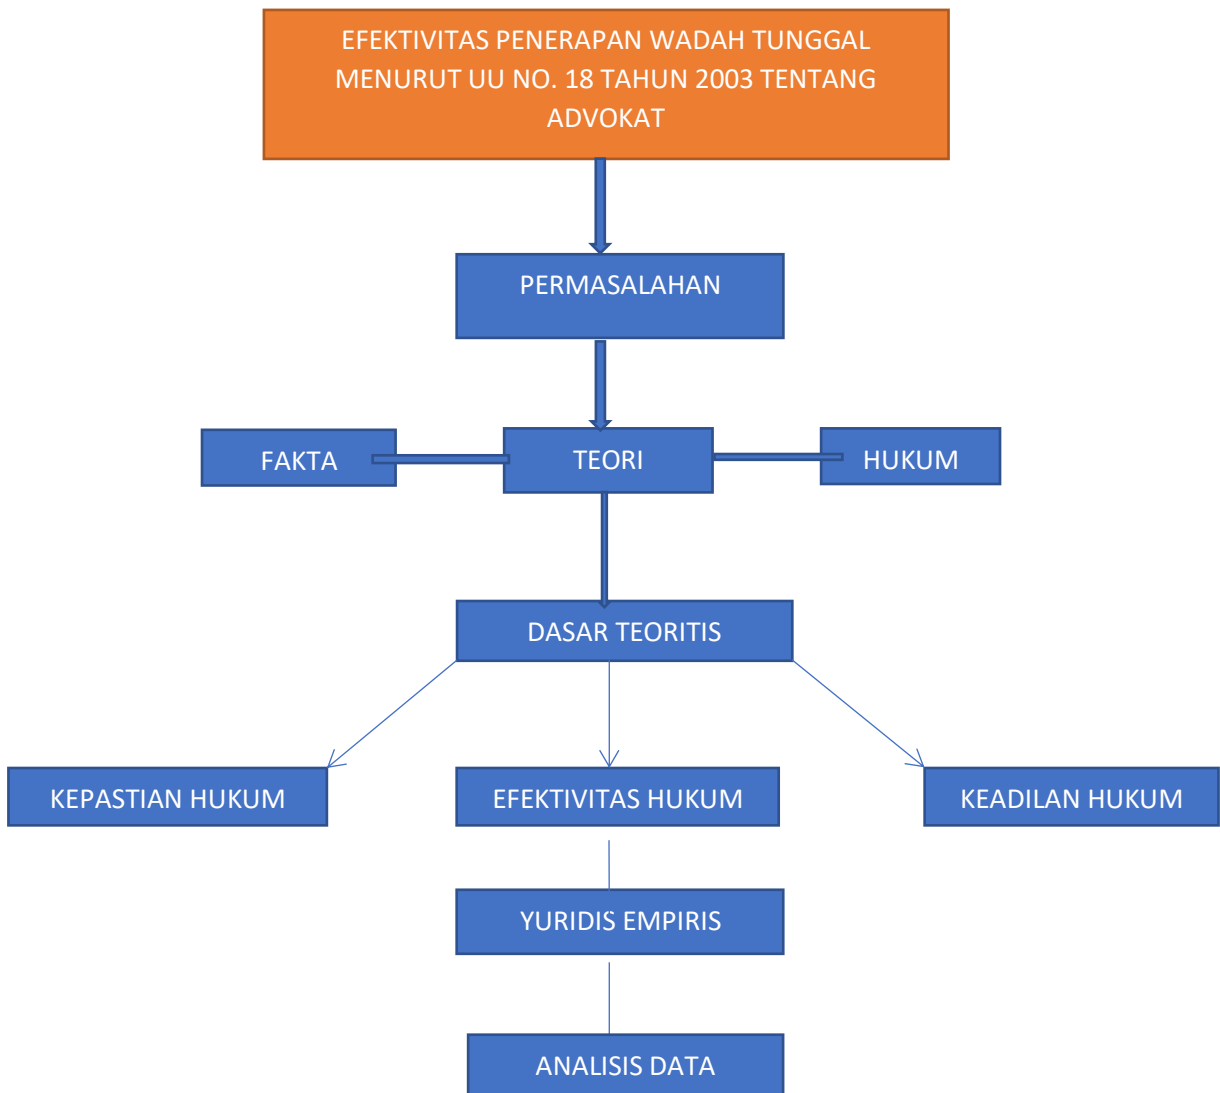 EFEKTIVITAS PENERAPAN WADAH TUNGGAL
MENURUT UU NO. 18 TAHUN 2003 TENTANG
ADVOKAT
PERMASALAHAN
FAKTA
TEORI
HUKUM
DASAR TEORITIS
KEPASTIAN HUKUM
EFEKTIVITAS HUKUM
KEADILAN HUKUM
YURIDIS EMPIRIS
ANALISIS DATA